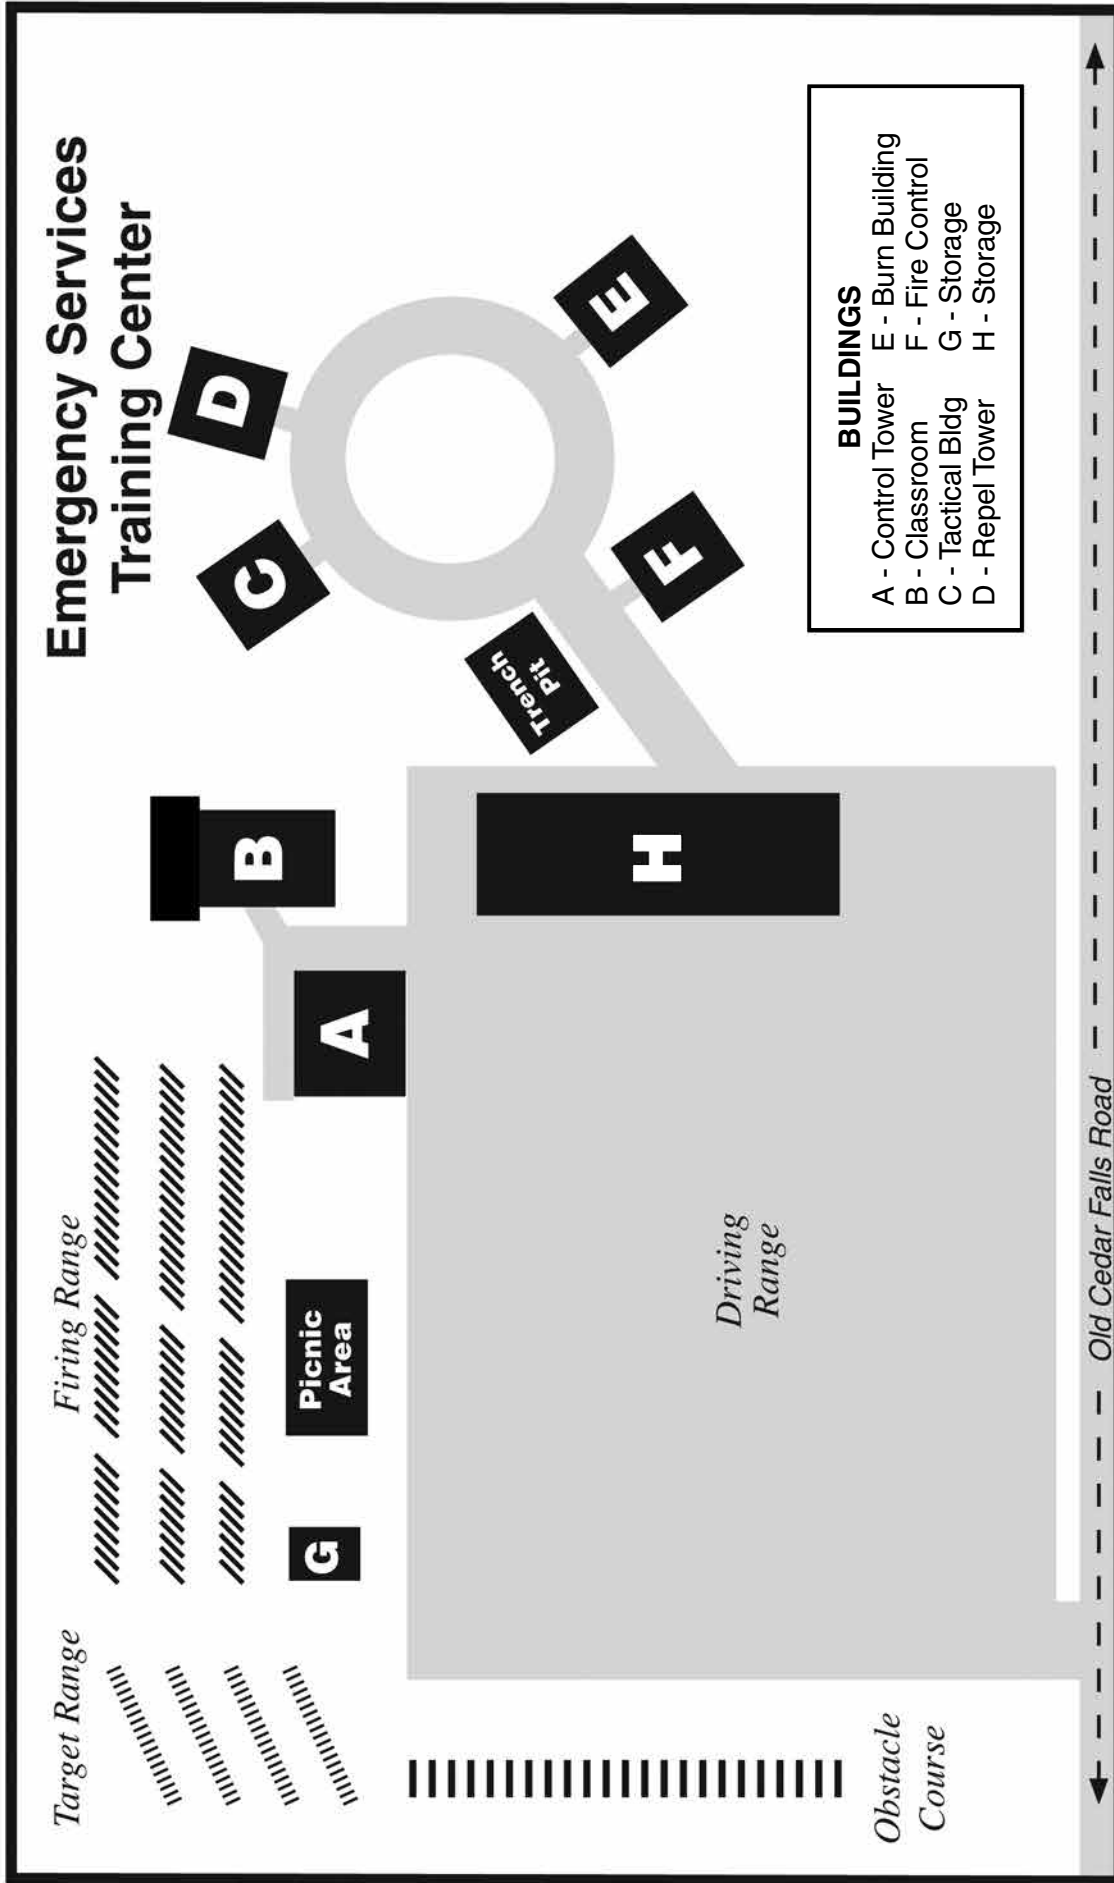 Emergency Services
Training Center
Target Range
Firing Range
G
Picnic
Area
A
B
C
D
E
F
Trench
Pit
H
Driving
Range
Obstacle
Course
BUILDINGS
A - Control Tower E - Burn Building
B - Classroom F - Fire Control
C - Tactical Bldg G - Storage
D - Repel Tower H - Storage
Old Cedar Falls Road